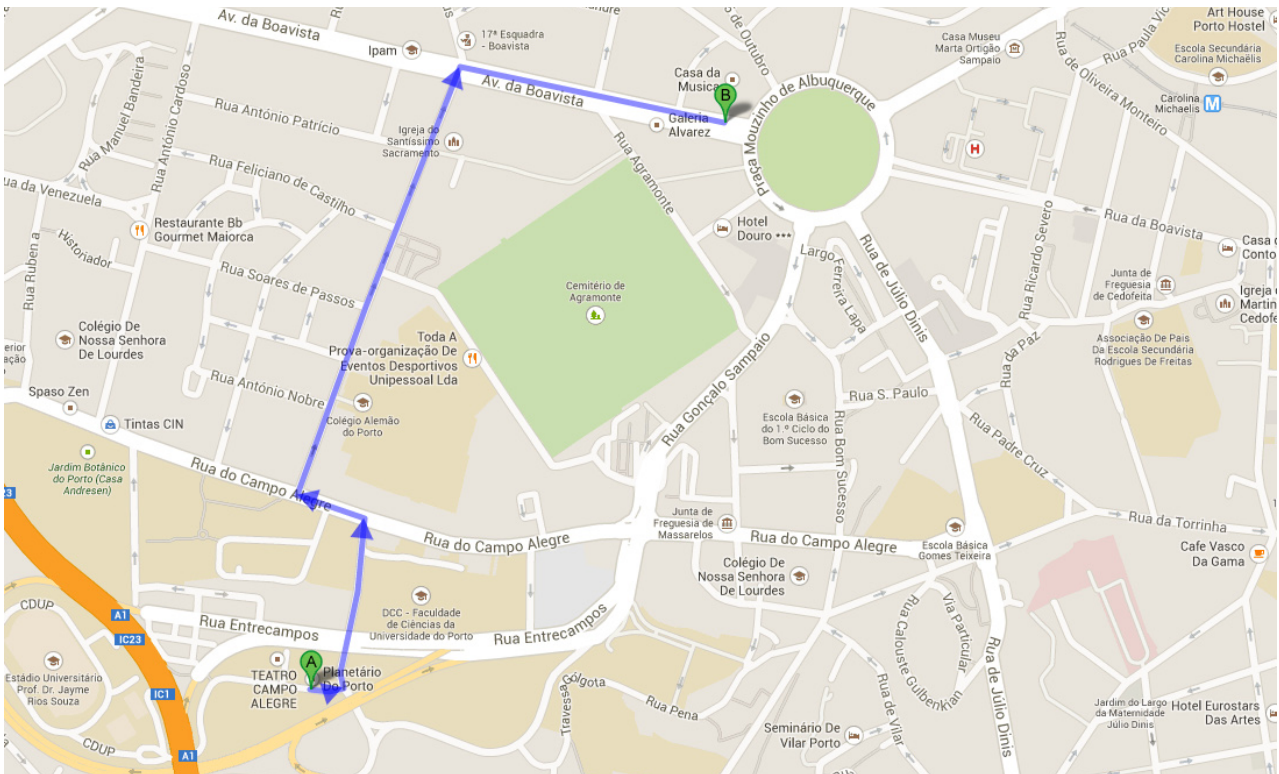 Av. da Boavista
Ipam
17ª Esquadra
- Boavista
Casa da
Musica
B
Galeria
Alvarez
Av. da Boavista
Praça Mouzinho de Albuquerque
Casa Museu
Marta Ortigão
Sampaio
Art House
Porto Hostel
Rua Paula Vic
Escola Secundária
Carolina Michaëlis
Rua de Oliveira Monteiro
Carolina
Michaelis
M
de Outubro
H
Rua Manuel Bandeira
Rua António Cardoso
Rua António Patrício
Igreja do
Santíssimo
Sacramento
Rua Feliciano de Castilho
ua da Venezuela
Restaurante Bb
Gourmet Maiorca
Historiador
Rua Ruben a
Rua Soares de Passos
Rua Agramonte
Hotel
Douro ***
Cemitério de
Agramonte
Largo Ferreira Lapa
Rua de Júlio Dinis
Rua Ricardo Severo
Rua da Boavista
Casa
Conto
Junta de
Freguesia
de Cedofeita
Igreja
Martin
Cedofe
Associação De Pais
Da Escola Secundária
Rodrigues De Freitas
Rua da Paz
Colégio De
Nossa Senhora
De Lourdes
erior
ação
Spaso Zen
Tintas CIN
Toda A
Prova-organização De
Eventos Desportivos
Unipessoal Lda
Rua António Nobre
Colégio Alemão
do Porto
Rua Gonçalo Sampaio
Escola Básica
do 1.º Ciclo do
Bom Sucesso
Rua S. Paulo
Rua Bom Sucesso
Rua Padre Cruz
Jardim Botânico
do Porto (Casa
Andresen)
23
Rua do Campo Alegre
Rua do Campo Alegre
Junta de
Freguesia de
Massarelos
Rua do Campo Alegre
Escola Básica
Gomes Teixeira
Rua da Torrinha
Cafe Vasco
Da Gama
Colégio De
Nossa Senhora
De Lourdes
CDUP
A1
IC23
Rua Entrecampos
DCC - Faculdade
de Ciências da
Universidade do Porto
Rua Entrecampos
Rua Calouste Gulbenkian
Via Particular
Rua de Júlio Dinis
Estádio Universitário
Prof. Dr. Jayme
Rios Souza
IC1
A
TEATRO
CAMPO
ALEGRE
Planetário
Do Porto
Travessa
Gólgota
Rua Pena
Seminário De
Vilar Porto
Rua de Vilar
Jardim do Largo
da Maternidade
Júlio Dinis
Hotel Eurostars
Das Artes
CDUP
A1